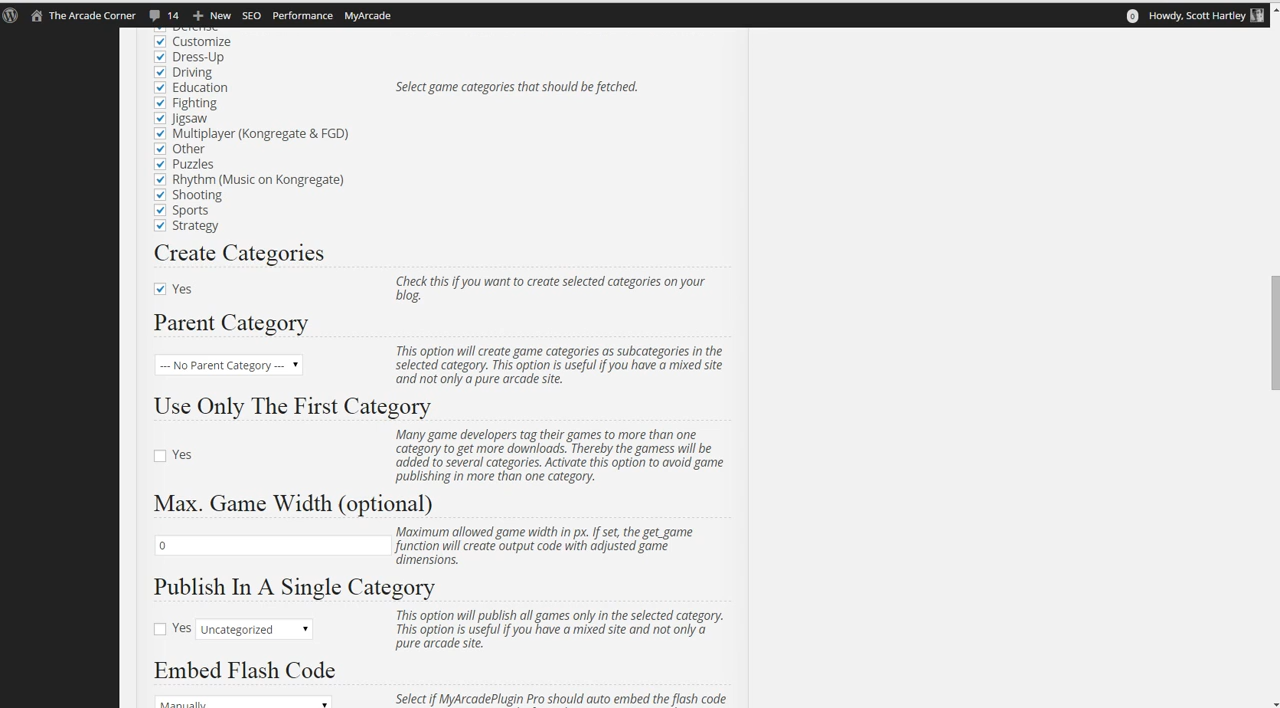 The Arcade Corner 14 New SEO Performance MyArcade 0 Howdy, Scott Hartley
Defense
Customize
Dress-Up
Driving
Education
Select game categories that should be fetched.
Fighting
Jigsaw
Multiplayer (Kongregate & FGD)
Other
Puzzles
Rhythm (Music on Kongregate)
Shooting
Sports
Strategy
Create Categories
Yes
Check this if you want to create selected categories on your
blog.
Parent Category
--- No Parent Category ---
This option will create game categories as subcategories in the
selected category. This option is useful if you have a mixed site
and not only a pure arcade site.
Use Only The First Category
Yes
Many game developers tag their games to more than one
category to get more downloads. Thereby the gamess will be
added to several categories. Activate this option to avoid game
publishing in more than one category.
Max. Game Width (optional)
0
Maximum allowed game width in px. If set, the get_game
function will create output code with adjusted game
dimensions.
Publish In A Single Category
Yes Uncategorized
This option will publish all games only in the selected category.
This option is useful if you have a mixed site and not only a
pure arcade site.
Embed Flash Code
Manually
Select if MyArcadePlugin Pro should auto embed the flash code